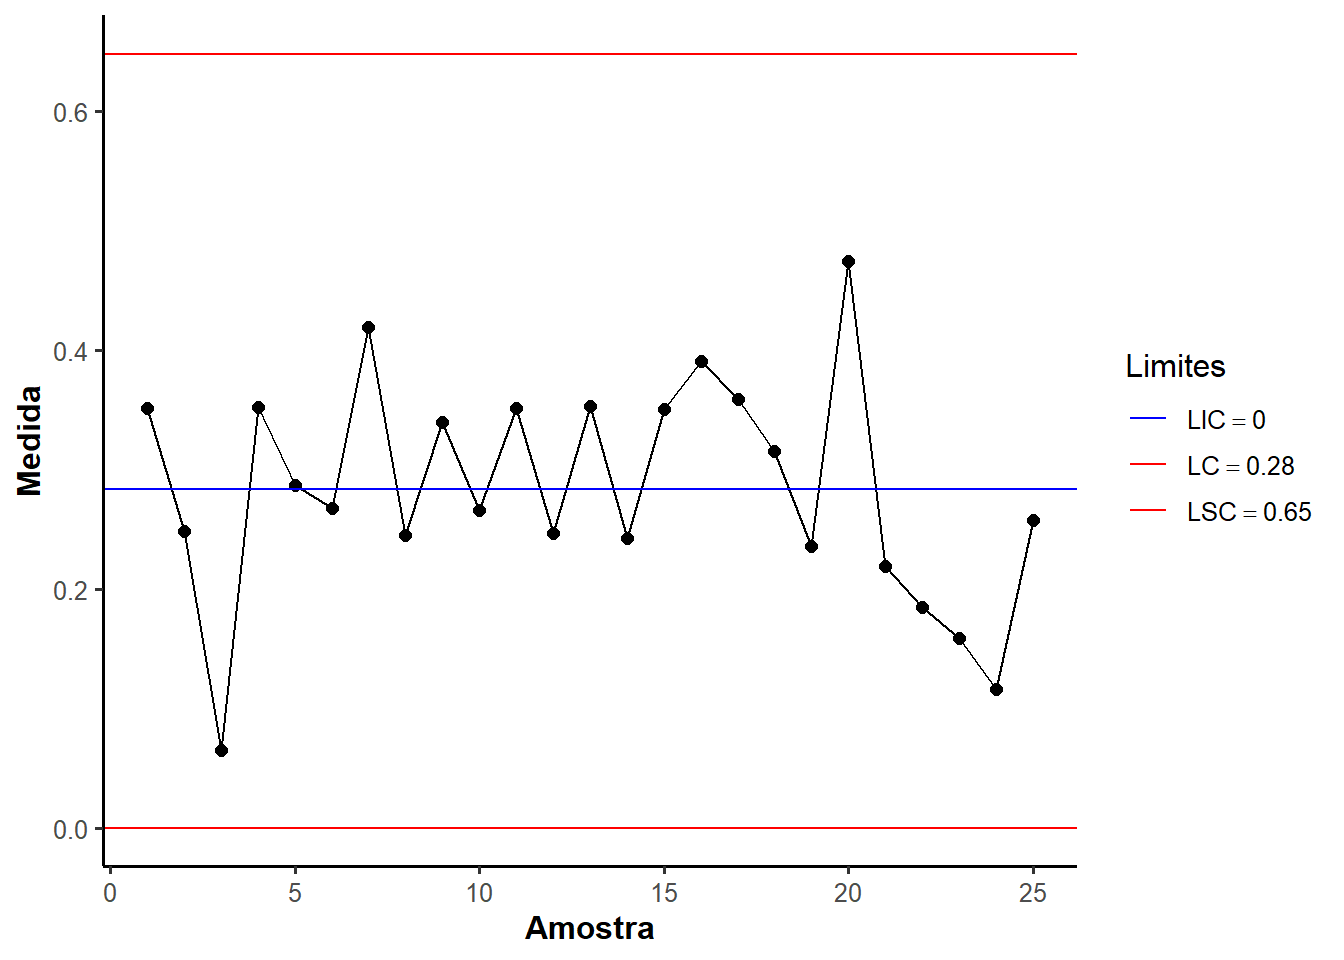 0.6
0.4
0.2
0.0
Medida
0 5 10 15 20 25
Amostra
Limites
LIC = 0
LC = 0.28
LSC = 0.65